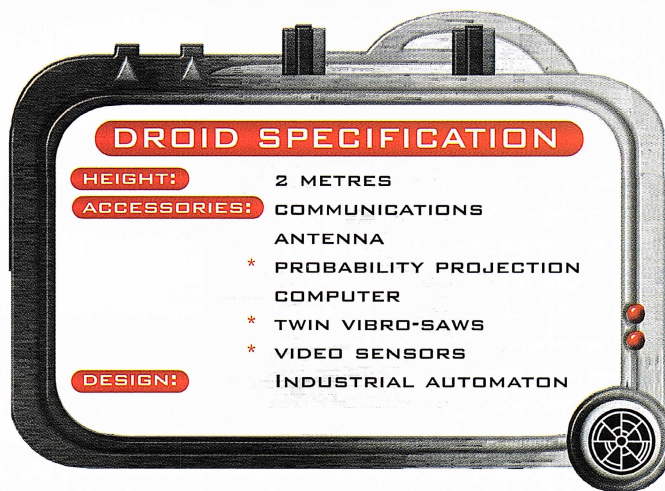 DROID SPECIFICATION
HEIGHT: 2 METRES
ACCESSORIES: COMMUNICATIONS
ANTENNA
* PROBABILITY PROJECTION
COMPUTER
* TWIN VIBRO-SAWS
* VIDEO SENSORS
DESIGN: INDUSTRIAL AUTOMATON